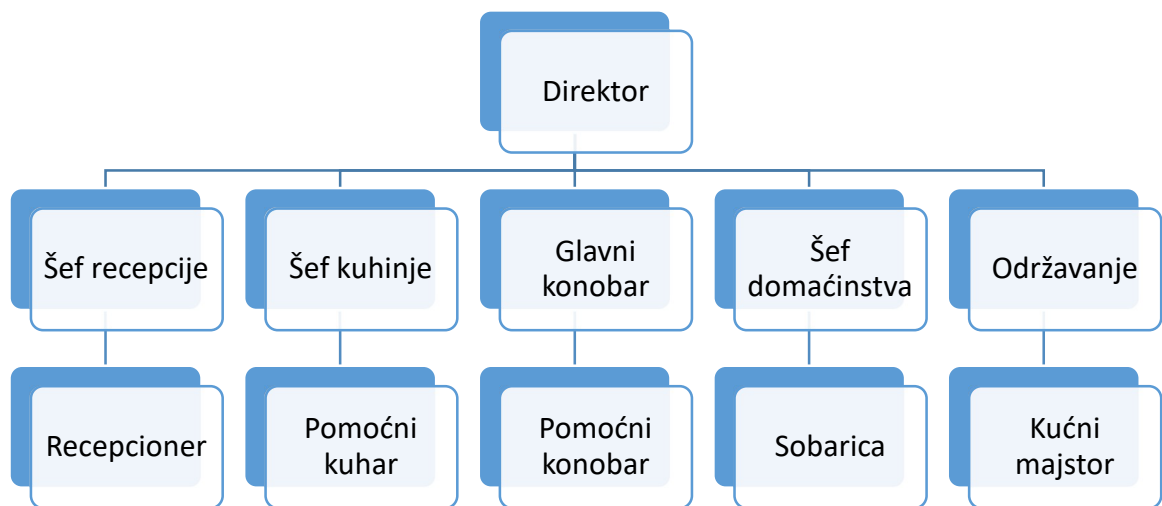 Direktor
Šef recepcije
Šef kuhinje
Glavni
konobar
Šef
domaćinstva
Održavanje
Recepcioner
Pomoćni
kuhar
Pomoćni
konobar
Sobarica
Kućni
majstor